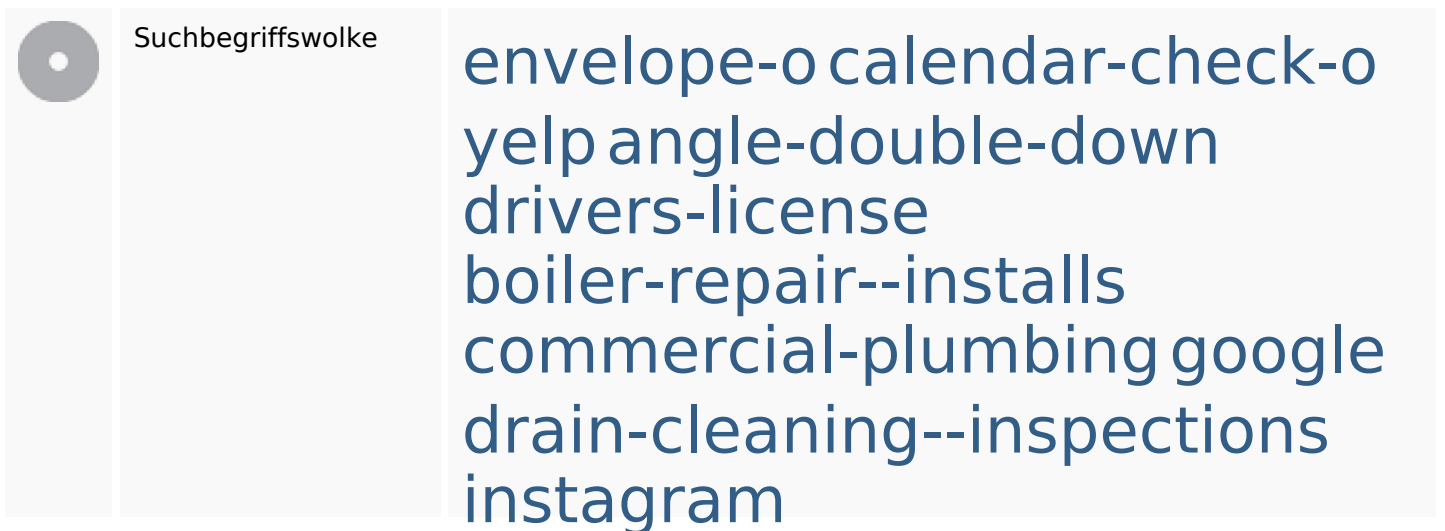 Suchbegriffswolke
envelope-o calendar-check-o
yelp angle-double-down
drivers-license
boiler-repair--installs
commercial-plumbing google
drain-cleaning--inspections
instagram